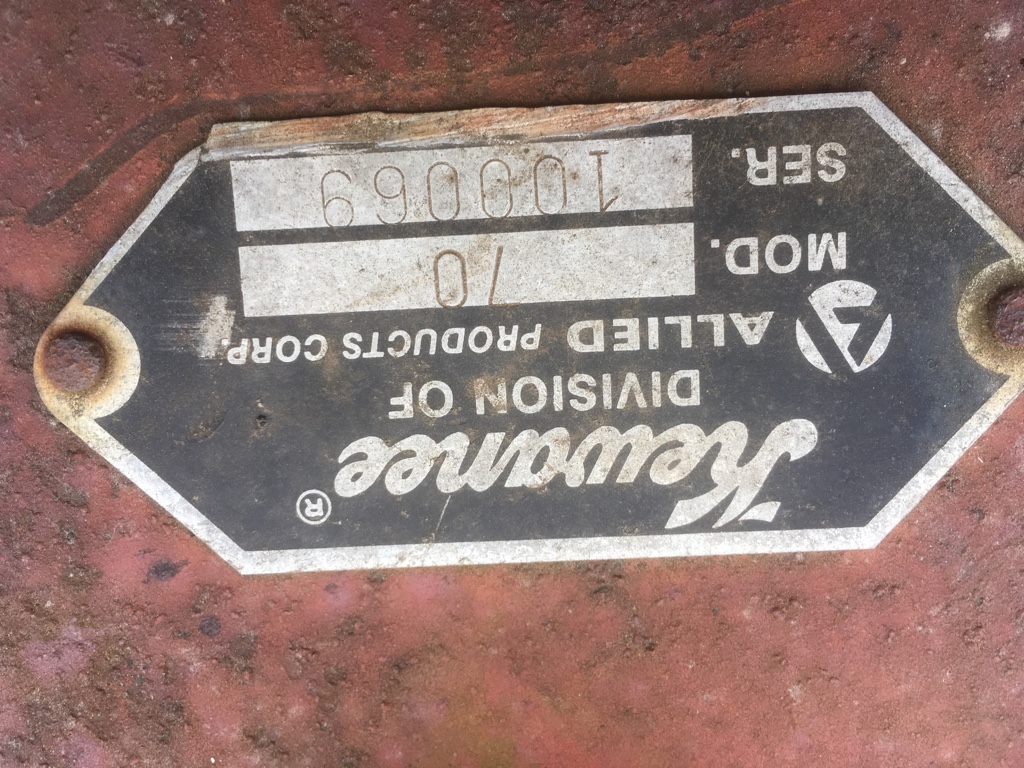 Kewanee ®
DIVISION OF
ALLIED PRODUCTS CORP.
MOD. 70
SER. 100069